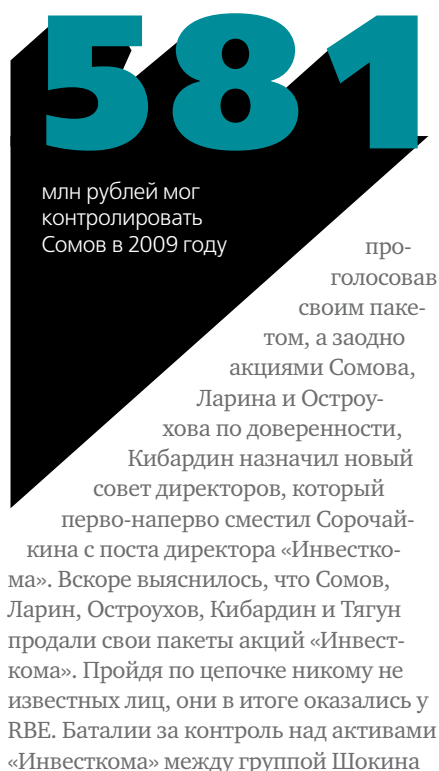 581
млн рублей мог
контролировать
Сомов в 2009 году
про-
голосовав
своим паке-
том, а заодно
акциями Сомова,
Ларина и Остроу-
хова по доверенности,
Кибардин назначил новый
совет директоров, который
перво-наперво сместил Сорочай-
кина с поста директора «Инвестко-
ма». Вскоре выяснилось, что Сомов,
Ларин, Остроухов, Кибардин и Тягун
продали свои пакеты акций «Инвест-
кома». Пройдя по цепочке никому не
известных лиц, они в итоге оказались у
RBE. Баталии за контроль над активами
«Инвесткома» между группой Шокина